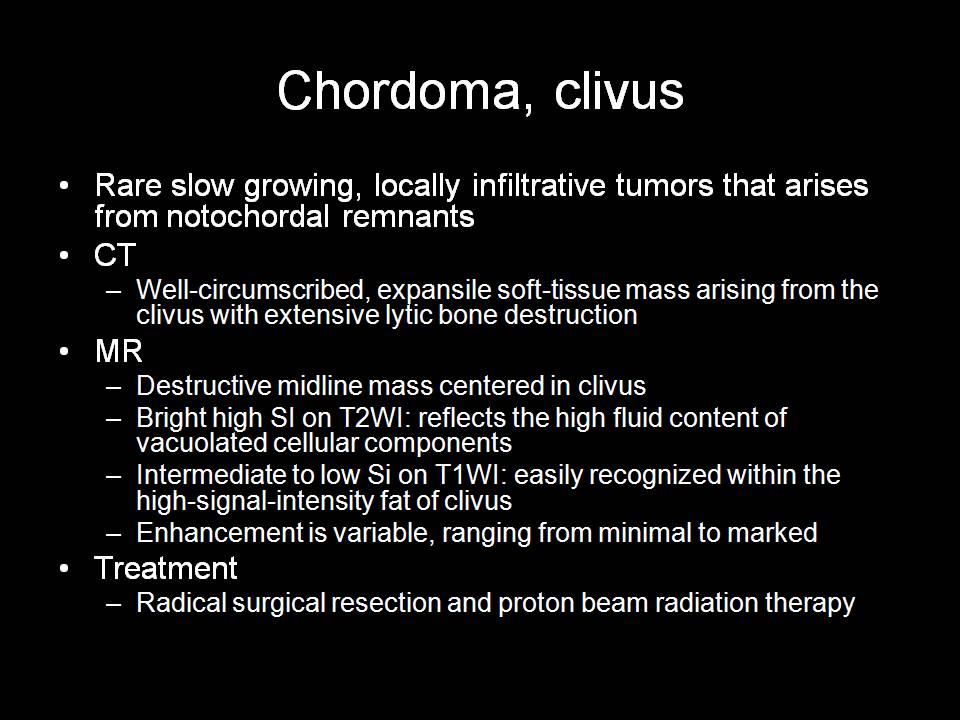 Chordoma, clivus
• Rare slow growing, locally infiltrative tumors that arises
from notochordal remnants
• CT
– Well-circumscribed, expansile soft-tissue mass arising from the
clivus with extensive lytic bone destruction
• MR
– Destructive midline mass centered in clivus
– Bright high SI on T2WI: reflects the high fluid content of
vacuolated cellular components
– Intermediate to low Si on T1WI: easily recognized within the
high-signal-intensity fat of clivus
– Enhancement is variable, ranging from minimal to marked
• Treatment
– Radical surgical resection and proton beam radiation therapy